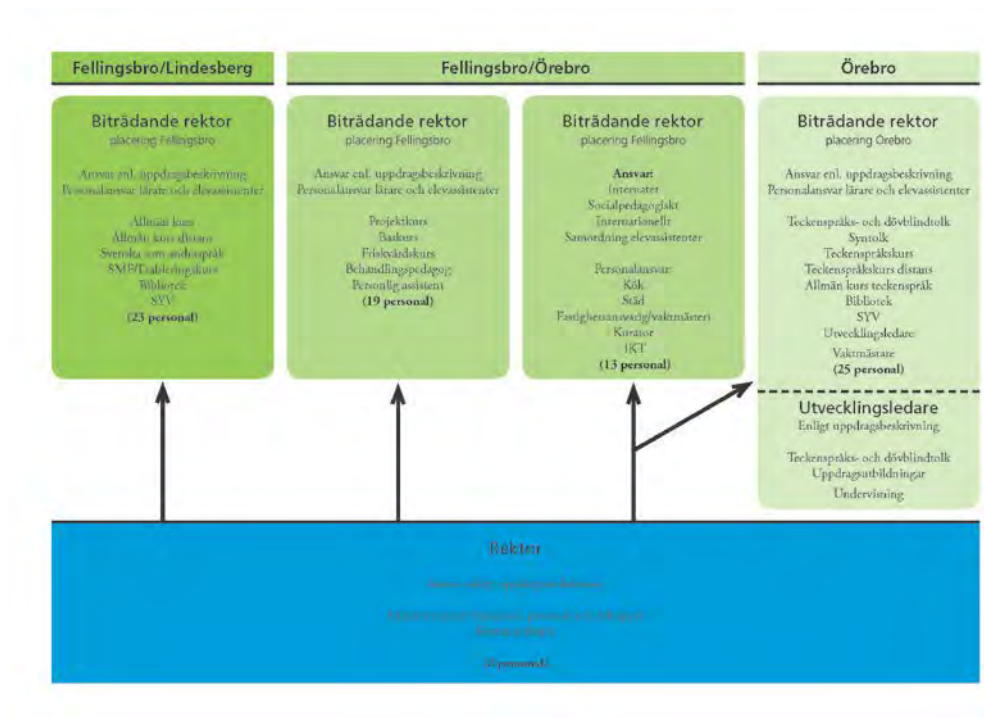 Fellingsbro/Lindesberg
Fellingsbro/Örebro
Örebro
Biträdande rektor
placering Fellingsbro
Ansvar enl. uppdragsbeskrivning
Personalansvar lärare och elevassistenter
Allmän kurs
Allmän kurs distans
Svenska som andraspråk
SMF/Etableringskurs
Bibliotek
SYV
(23 personal)
Biträdande rektor
placering Fellingsbro
Ansvar enl. uppdragsbeskrivning
Personalansvar lärare och elevassistenter
Projektkurs
Baskurs
Friskvårdskurs
Behandlingspedagog
Personlig assistent
(19 personal)
Biträdande rektor
placering Fellingsbro
Ansvar:
Internater
Socialpedagogiskt
Internationellt
Samordning elevassistenter
Personalansvar:
Kök
Städ
Fastighetsansvarig/vaktmästeri
Kurator
IKT
(13 personal)
Biträdande rektor
placering Örebro
Ansvar enl. uppdragsbeskrivning
Personalansvar lärare och elevassistenter
Teckenspråks- och dövblindtolk
Syntolk
Teckenspråkskurs
Teckenspråkskurs distans
Allmän kurs teckenspråk
Bibliotek
SYV
Utvecklingsledare
Vaktmästare
(25 personal)
Utvecklingsledare
Enligt uppdragsbeskrivning
Teckenspråks- och dövblindtolk
Uppdragsutbildningar
Undervisning
Rektor